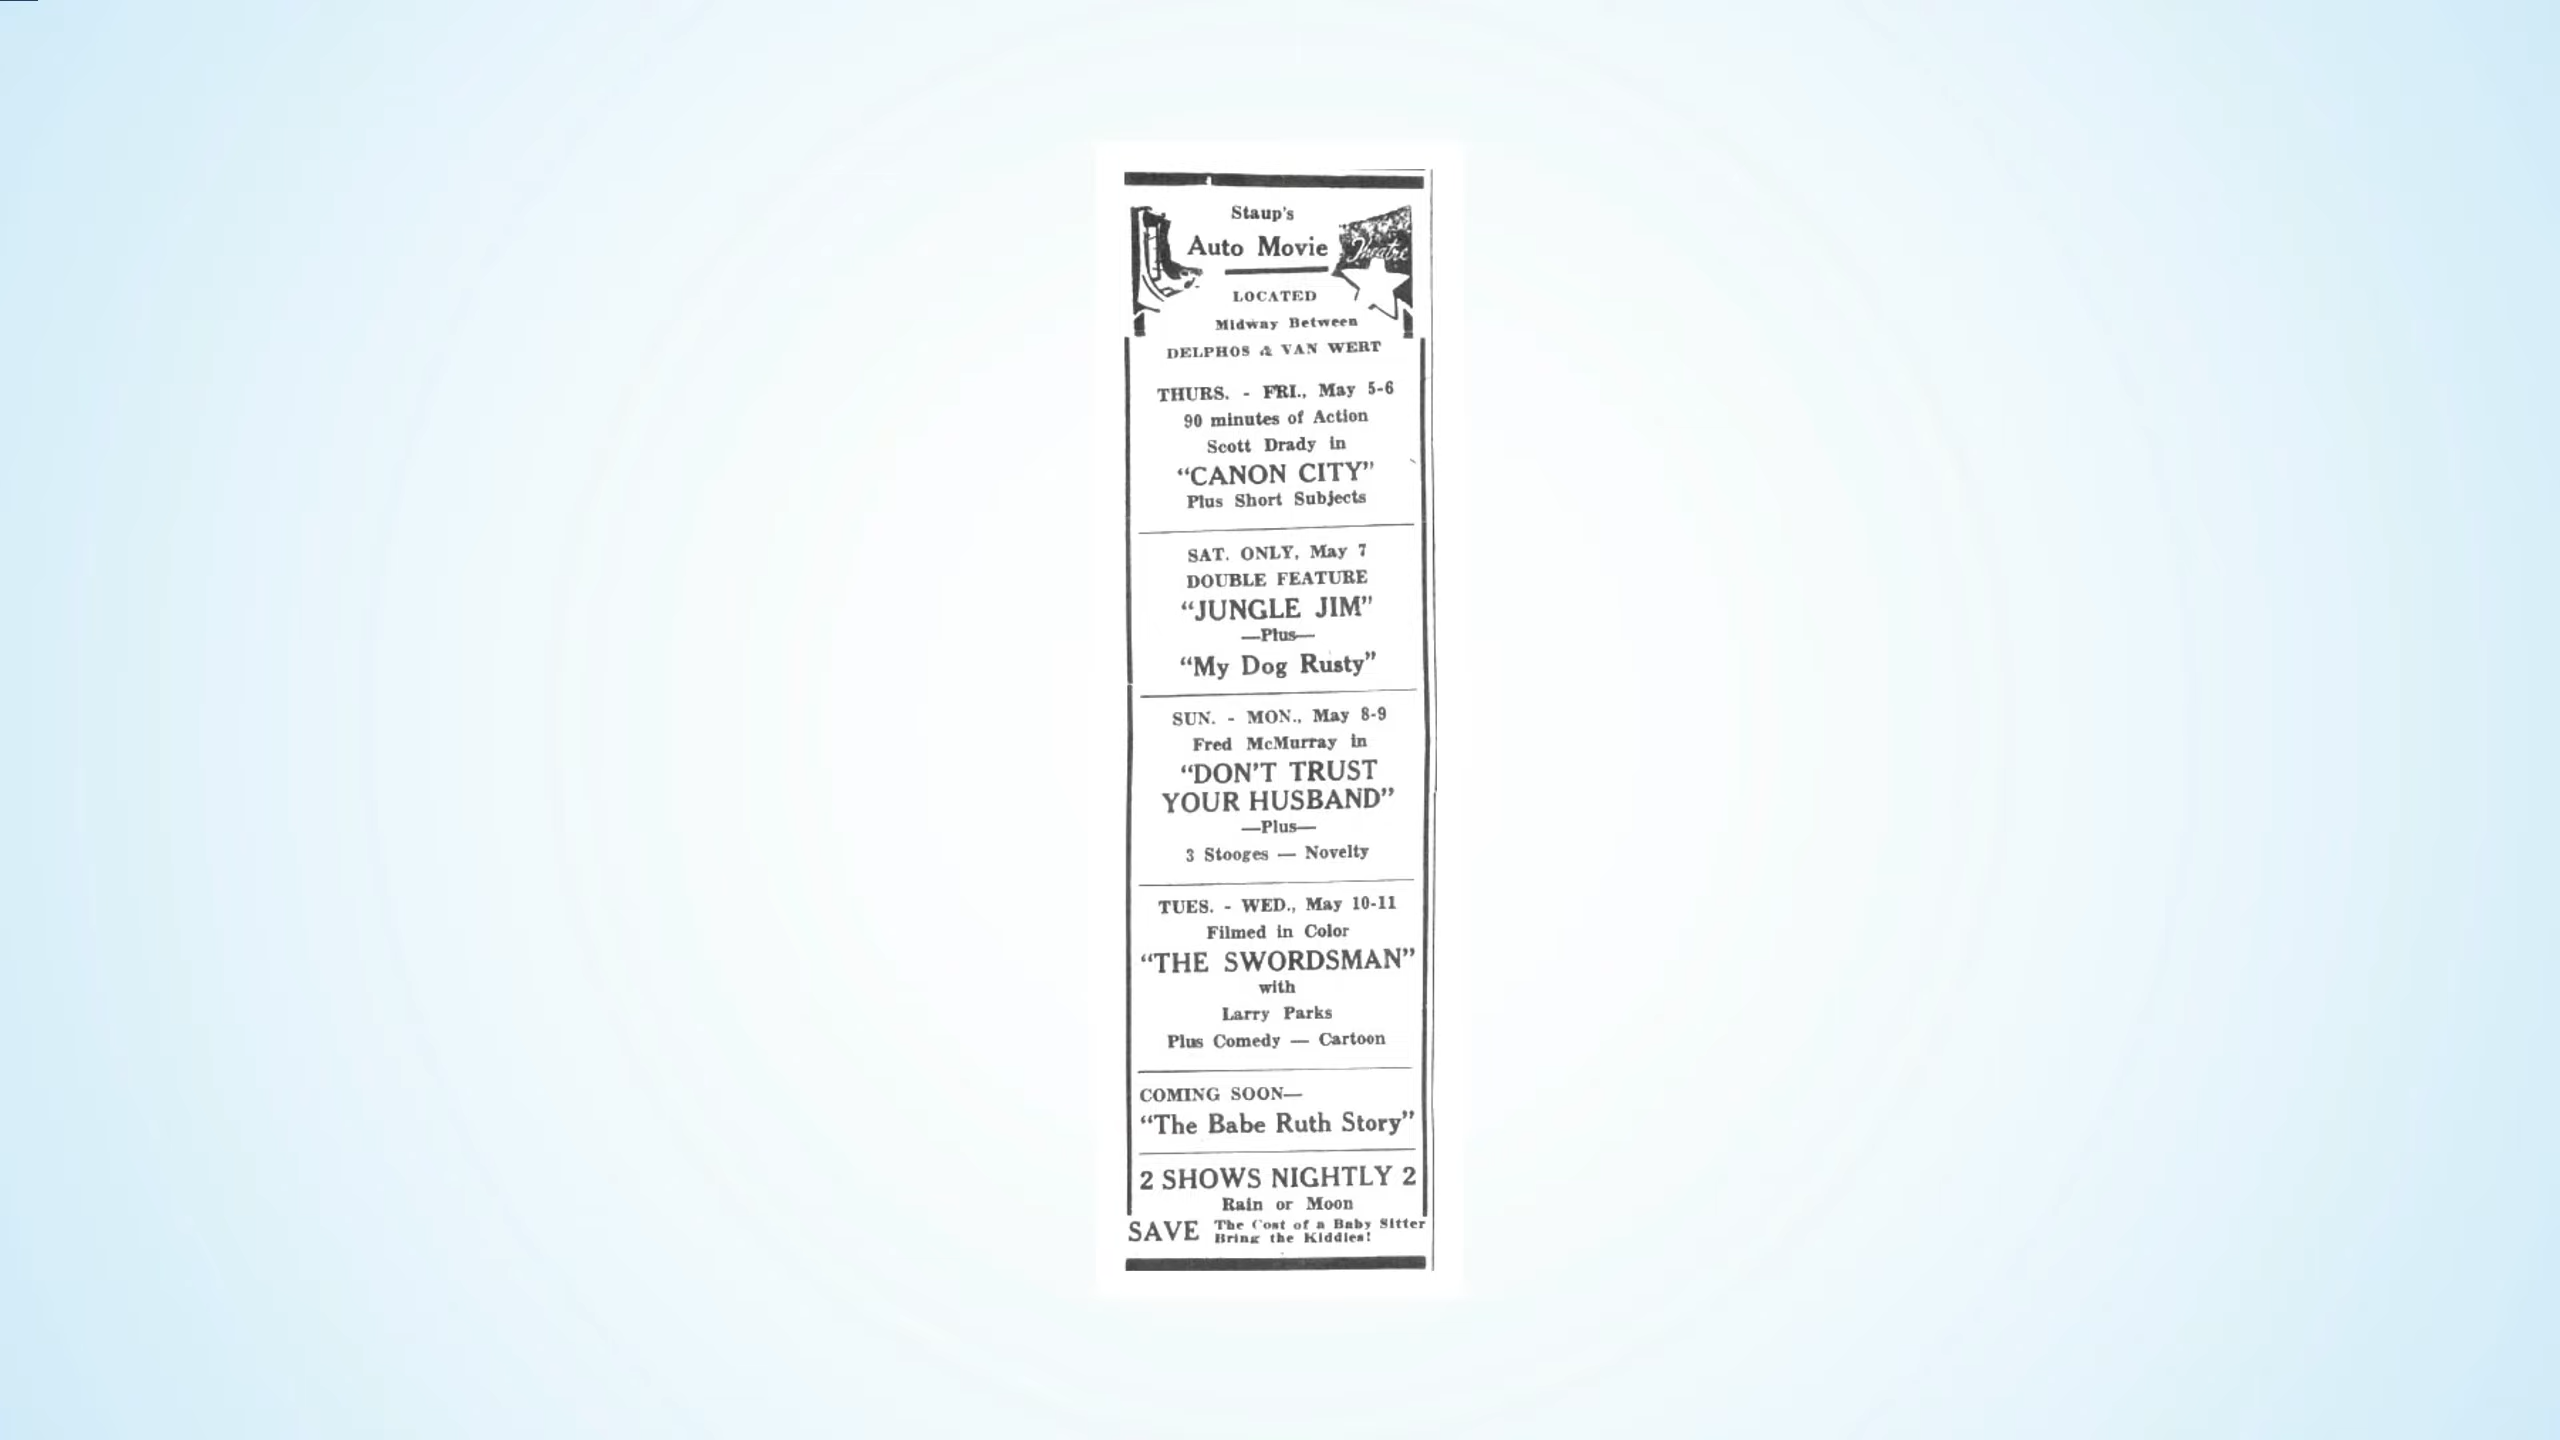 Staup's
Auto Movie
Theatre
LOCATED
Midway Between
DELPHOS & VAN WERT
THURS. - FRI., May 5-6
90 minutes of Action
Scott Drady in
“CANON CITY”
Plus Short Subjects
SAT. ONLY, May 7
DOUBLE FEATURE
“JUNGLE JIM”
—Plus—
“My Dog Rusty”
SUN. - MON., May 8-9
Fred McMurray in
“DON'T TRUST
YOUR HUSBAND”
—Plus—
3 Stooges — Novelty
TUES. - WED., May 10-11
Filmed in Color
“THE SWORDSMAN”
with
Larry Parks
Plus Comedy — Cartoon
COMING SOON—
“The Babe Ruth Story”
2 SHOWS NIGHTLY 2
Rain or Moon
SAVE The Cost of a Baby Sitter
Bring the Kiddies!